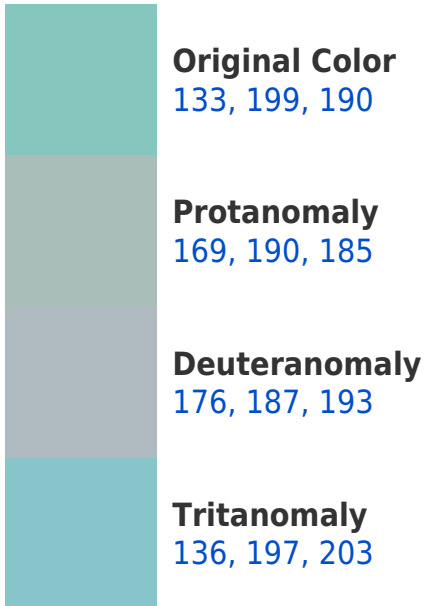 Original Color
133, 199, 190
Protanomaly
169, 190, 185
Deuteranomaly
176, 187, 193
Tritanomaly
136, 197, 203